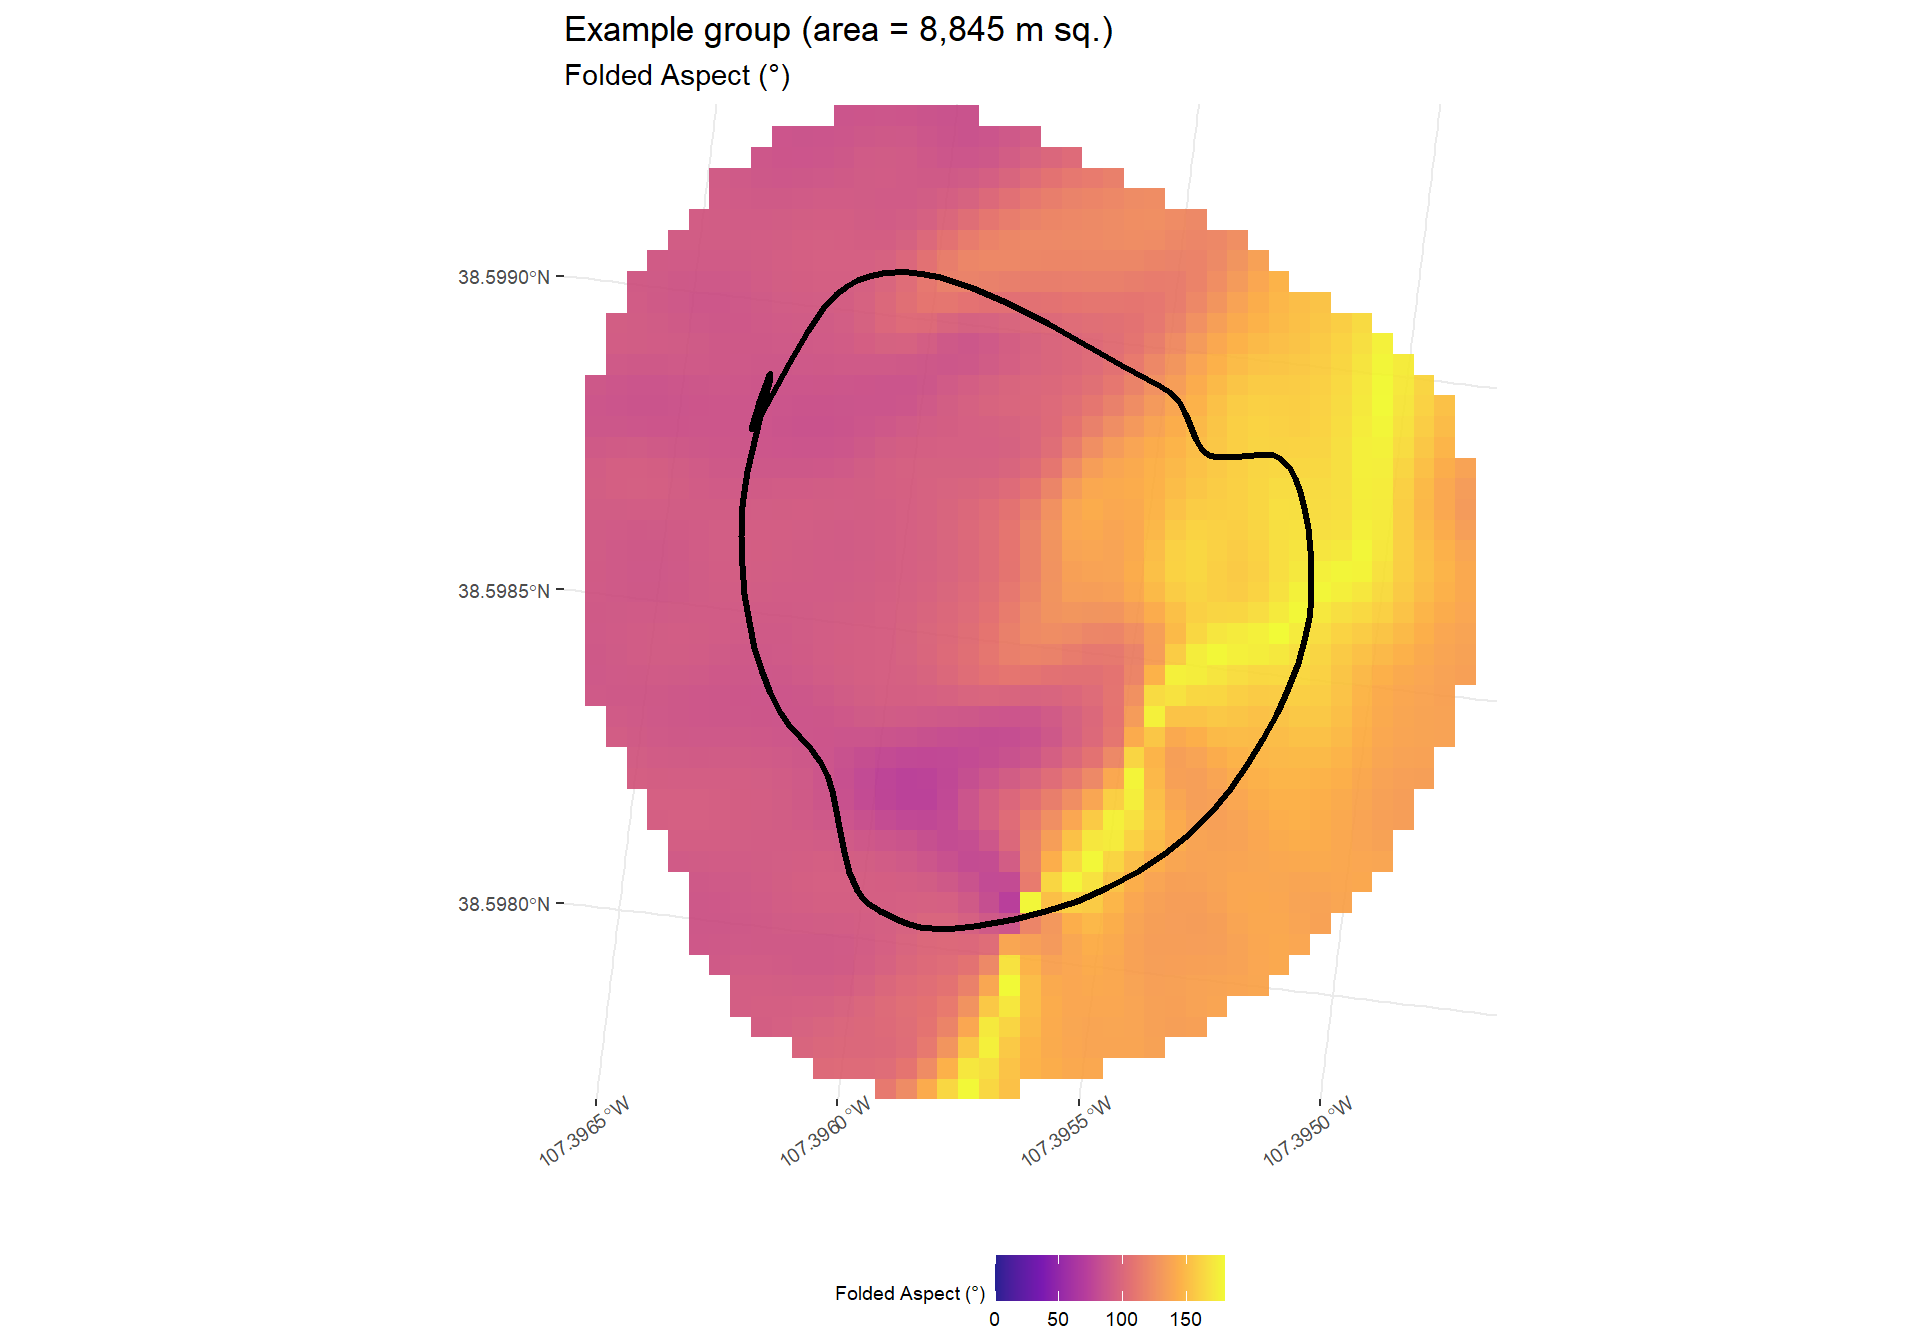 Example group (area = 8,845 m sq.)
Folded Aspect (°)
38.5990°N
38.5985°N
38.5980°N
107.3965°W
107.3960°W
107.3955°W
107.3950°W
Folded Aspect (°)
0 50 100 150